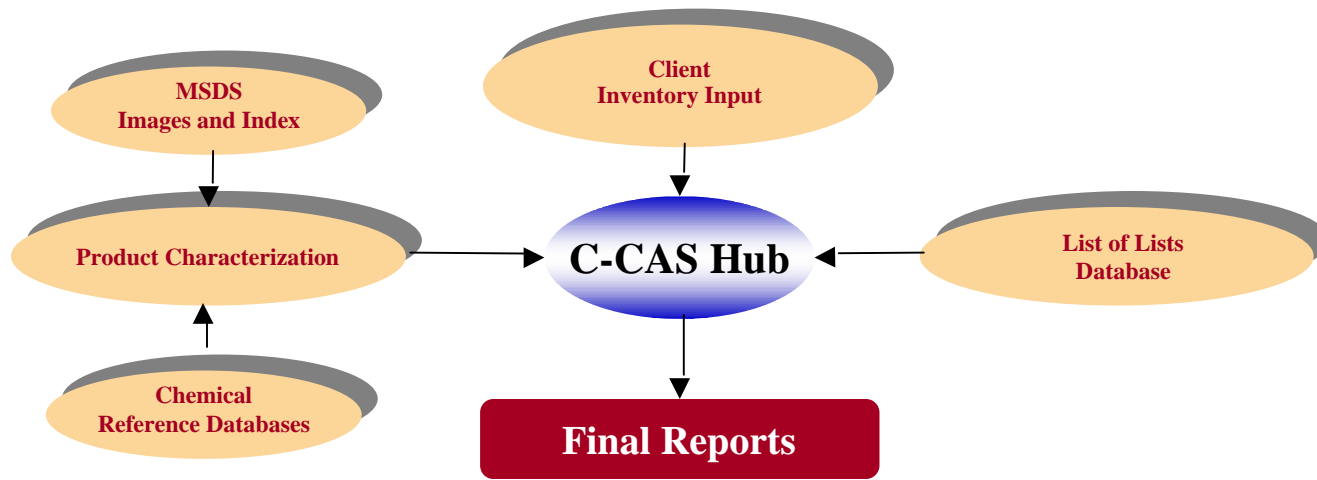 MSDS
Images and Index
Client
Inventory Input
Product Characterization
C-CAS Hub
List of Lists
Database
Chemical
Reference Databases
Final Reports